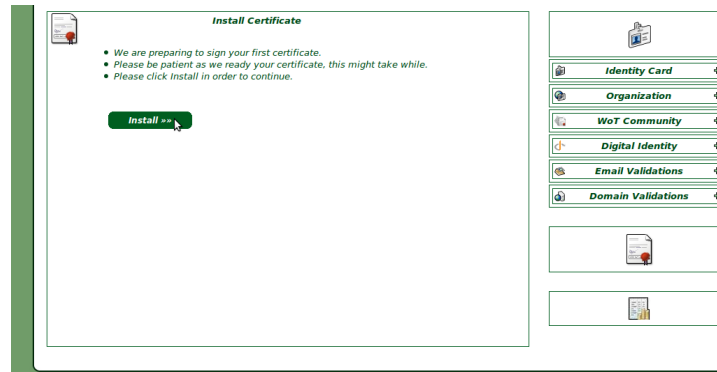 Install Certificate
We are preparing to sign your first certificate.
Please be patient as we ready your certificate, this might take while.
Please click Install in order to continue.
Install »»
Identity Card
Organization
WoT Community
Digital Identity
Email Validations
Domain Validations